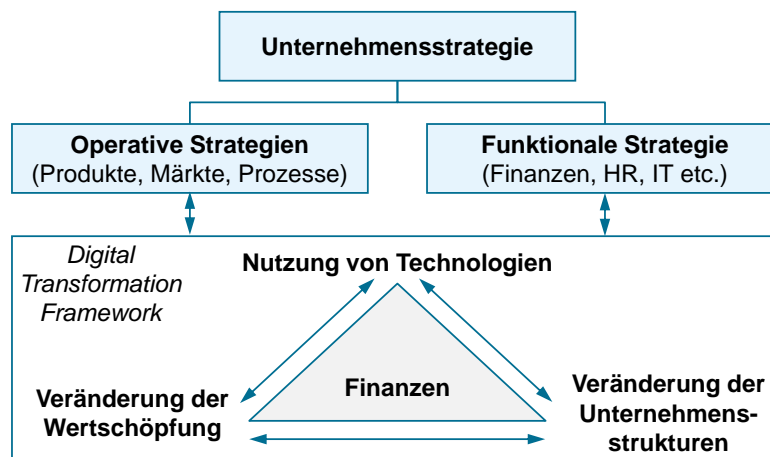 Unternehmensstrategie
Operative Strategien
(Produkte, Märkte, Prozesse)
Funktionale Strategie
(Finanzen, HR, IT etc.)
Digital
Transformation
Framework
Nutzung von Technologien
Finanzen
Veränderung der
Wertschöpfung
Veränderung der
Unternehmens-
strukturen